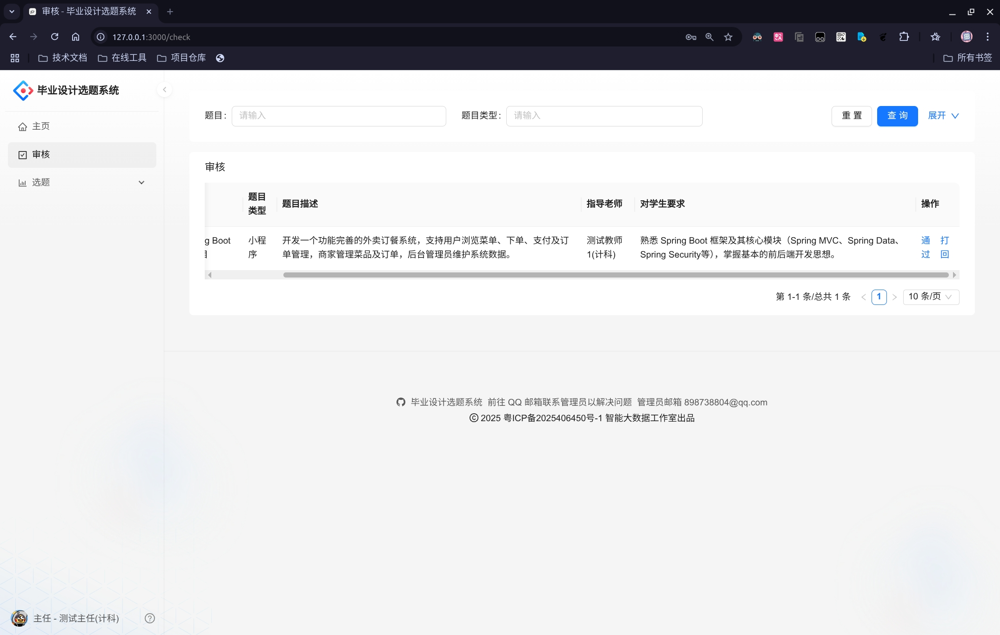 审核 - 毕业设计选题系统
127.0.0.1:3000/check
技术文档
在线工具
项目仓库
所有书签
毕业设计选题系统
主页
审核
选题
题目:
请输入
题目类型:
请输入
重 置
查 询
展开
审核
题目
类型
题目描述
指导老师
对学生要求
操作
g Boot
小程
序
开发一个功能完善的外卖订餐系统，支持用户浏览菜单、下单、支付及订
单管理，商家管理菜品及订单，后台管理员维护系统数据。
测试教师
1(计科)
熟悉 Spring Boot 框架及其核心模块（Spring MVC、Spring Data、
Spring Security等），掌握基本的前后端开发思想。
通
过
打
回
第 1-1 条/总共 1 条
1
10 条/页
毕业设计选题系统 前往 QQ 邮箱联系管理员以解决问题 管理员邮箱 898738804@qq.com
© 2025 粤ICP备2025406450号-1 智能大数据工作室出品
主任 - 测试主任(计科)